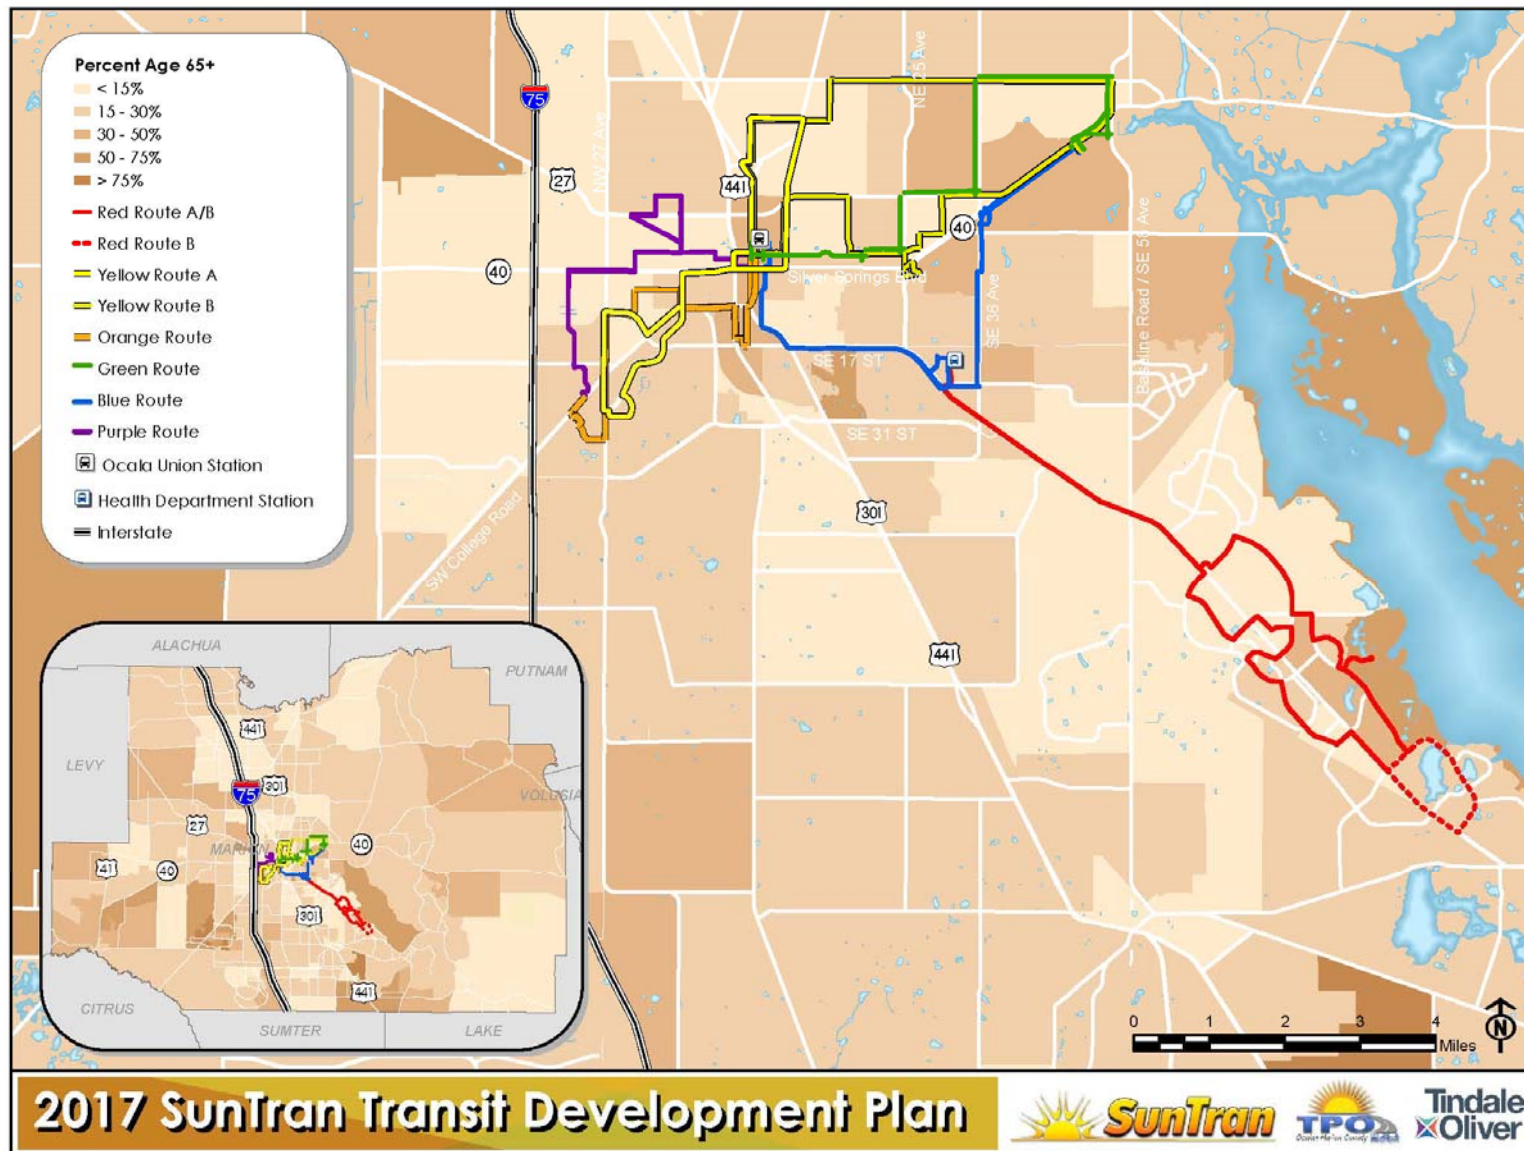 Percent Age 65+
< 15%
15 - 30%
30 - 50%
50 - 75%
> 75%
Red Route A/B
Red Route B
Yellow Route A
Yellow Route B
Orange Route
Green Route
Blue Route
Purple Route
Ocala Union Station
Health Department Station
Interstate
75
27
NW 27 Ave
441
NE 25 Ave
40
40
Silver Springs Blvd
SE 36 Ave
Baseline Road / SE 58 Ave
SE 17 ST
SE 31 ST
SW College Road
301
441
ALACHUA
PUTNAM
441
LEVY
75
301
VOLUSIA
27
MARION
40
41
40
301
441
CITRUS
SUMTER
LAKE
0 1 2 3 4
Miles
N
2017 SunTran Transit Development Plan
SunTran
TPO
Tindale
Oliver